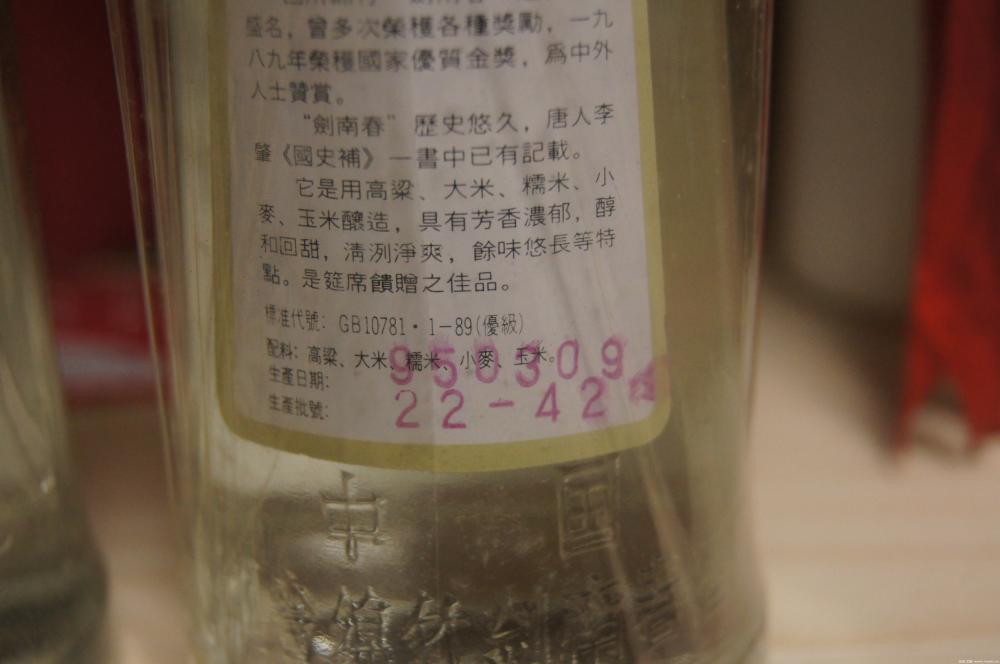 盛名，曾多次榮獲各種獎勵，一九
八九年榮獲國家優質金獎，爲中外
人士贊賞。
“劍南春”歷史悠久，唐人李
肇《國史補》一書中已有記載。
它是用高粱、大米、糯米、小
麥、玉米釀造，具有芳香濃郁，醇
和回甜，清洌淨爽，餘味悠長等特
點。是筵席饋贈之佳品。
標准代號：GB10781·1—89(優級)
配料：高粱、大米、糯米、小麥、玉米。
生產日期：950309
生產批號：22-42
中國